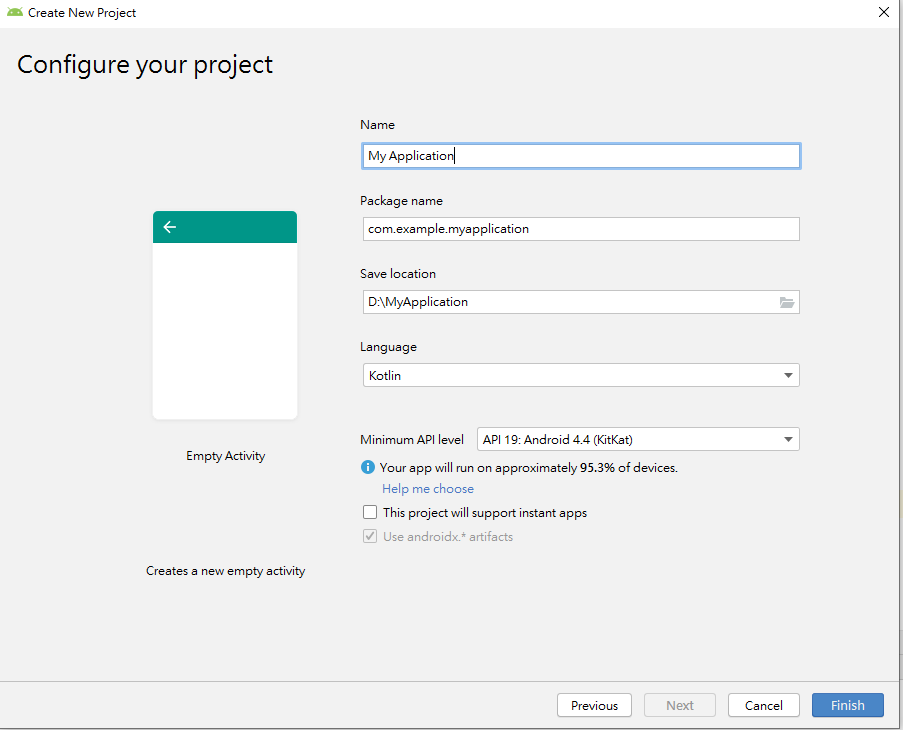 Create New Project
Configure your project
Name
My Application
Package name
com.example.myapplication
Save location
D:\MyApplication
Language
Kotlin
Empty Activity
Minimum API level API 19: Android 4.4 (KitKat)
Your app will run on approximately 95.3% of devices.
Help me choose
This project will support instant apps
Use androidx.* artifacts
Creates a new empty activity
Previous Next Cancel Finish